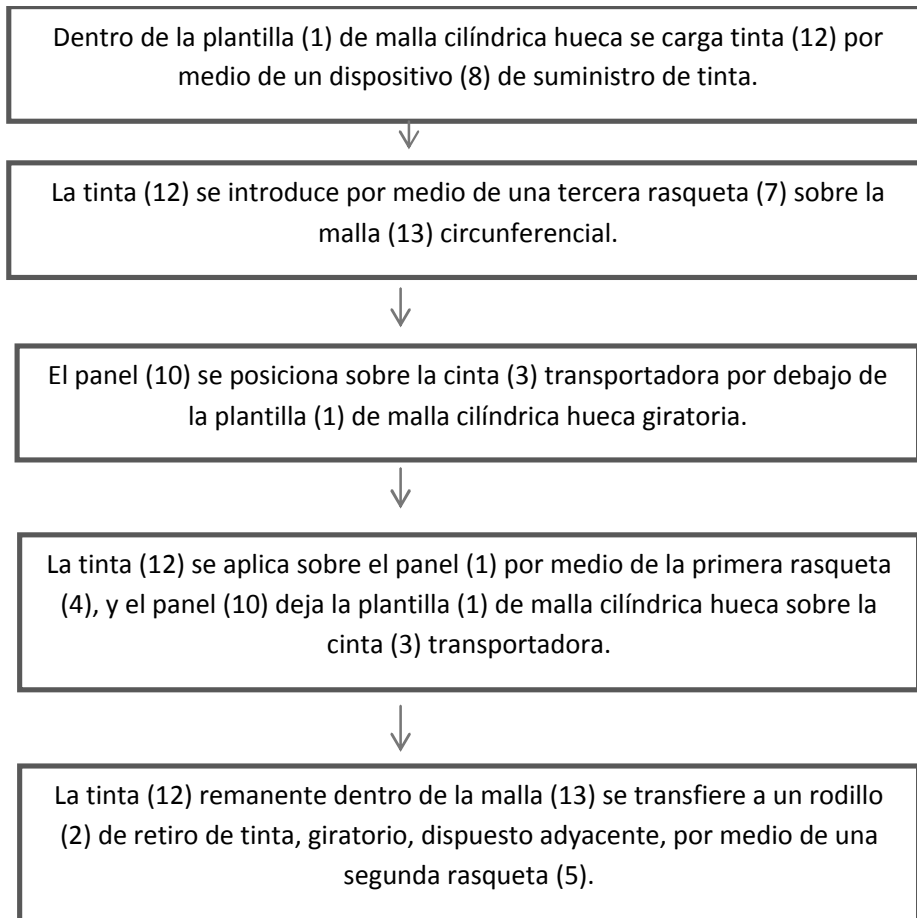 Dentro de la plantilla (1) de malla cilíndrica hueca se carga tinta (12) por
medio de un dispositivo (8) de suministro de tinta.
La tinta (12) se introduce por medio de una tercera rasqueta (7) sobre la
malla (13) circunferencial.
El panel (10) se posiciona sobre la cinta (3) transportadora por debajo de
la plantilla (1) de malla cilíndrica hueca giratoria.
La tinta (12) se aplica sobre el panel (1) por medio de la primera rasqueta
(4), y el panel (10) deja la plantilla (1) de malla cilíndrica hueca sobre la
cinta (3) transportadora.
La tinta (12) remanente dentro de la malla (13) se transfiere a un rodillo
(2) de retiro de tinta, giratorio, dispuesto adyacente, por medio de una
segunda rasqueta (5).